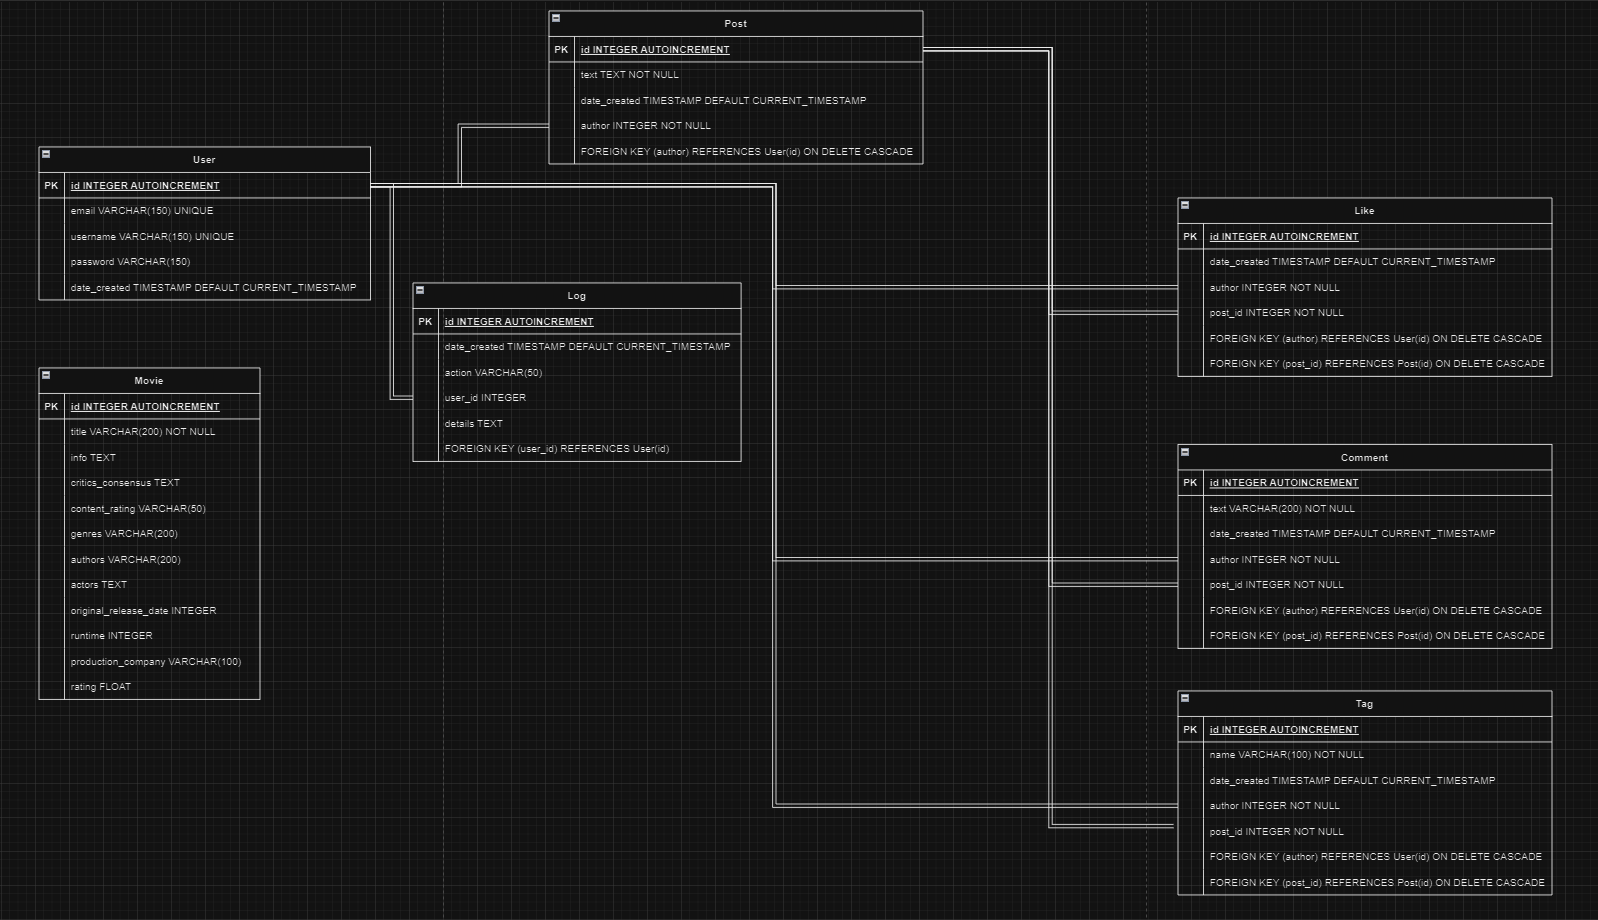 Post
PK id INTEGER AUTOINCREMENT
text TEXT NOT NULL
date_created TIMESTAMP DEFAULT CURRENT_TIMESTAMP
author INTEGER NOT NULL
FOREIGN KEY (author) REFERENCES User(id) ON DELETE CASCADE
User
PK id INTEGER AUTOINCREMENT
email VARCHAR(150) UNIQUE
username VARCHAR(150) UNIQUE
password VARCHAR(150)
date_created TIMESTAMP DEFAULT CURRENT_TIMESTAMP
Log
PK id INTEGER AUTOINCREMENT
date_created TIMESTAMP DEFAULT CURRENT_TIMESTAMP
action VARCHAR(50)
user_id INTEGER
details TEXT
FOREIGN KEY (user_id) REFERENCES User(id)
Movie
PK id INTEGER AUTOINCREMENT
title VARCHAR(200) NOT NULL
info TEXT
critics_consensus TEXT
content_rating VARCHAR(50)
genres VARCHAR(200)
authors VARCHAR(200)
actors TEXT
original_release_date INTEGER
runtime INTEGER
production_company VARCHAR(100)
rating FLOAT
Like
PK id INTEGER AUTOINCREMENT
date_created TIMESTAMP DEFAULT CURRENT_TIMESTAMP
author INTEGER NOT NULL
post_id INTEGER NOT NULL
FOREIGN KEY (author) REFERENCES User(id) ON DELETE CASCADE
FOREIGN KEY (post_id) REFERENCES Post(id) ON DELETE CASCADE
Comment
PK id INTEGER AUTOINCREMENT
text VARCHAR(200) NOT NULL
date_created TIMESTAMP DEFAULT CURRENT_TIMESTAMP
author INTEGER NOT NULL
post_id INTEGER NOT NULL
FOREIGN KEY (author) REFERENCES User(id) ON DELETE CASCADE
FOREIGN KEY (post_id) REFERENCES Post(id) ON DELETE CASCADE
Tag
PK id INTEGER AUTOINCREMENT
name VARCHAR(100) NOT NULL
date_created TIMESTAMP DEFAULT CURRENT_TIMESTAMP
author INTEGER NOT NULL
post_id INTEGER NOT NULL
FOREIGN KEY (author) REFERENCES User(id) ON DELETE CASCADE
FOREIGN KEY (post_id) REFERENCES Post(id) ON DELETE CASCADE